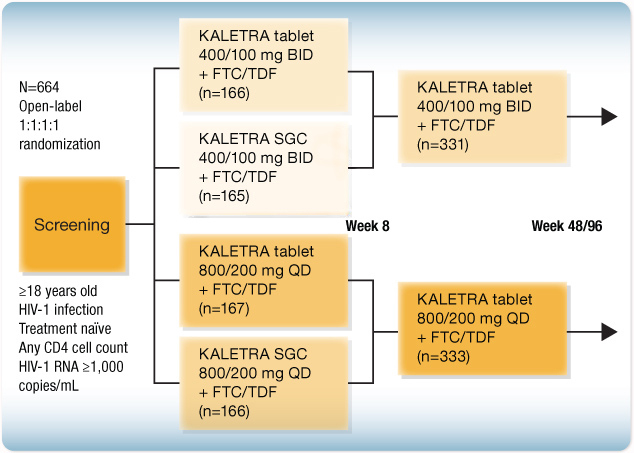 N=664
Open-label
1:1:1:1
randomization
Screening
≥18 years old
HIV-1 infection
Treatment naïve
Any CD4 cell count
HIV-1 RNA ≥1,000
copies/mL
KALETRA tablet
400/100 mg BID
+ FTC/TDF
(n=166)
KALETRA SGC
400/100 mg BID
+ FTC/TDF
(n=165)
KALETRA tablet
800/200 mg QD
+ FTC/TDF
(n=167)
KALETRA SGC
800/200 mg QD
+ FTC/TDF
(n=166)
Week 8
KALETRA tablet
400/100 mg BID
+ FTC/TDF
(n=331)
KALETRA tablet
800/200 mg QD
+ FTC/TDF
(n=333)
Week 48/96